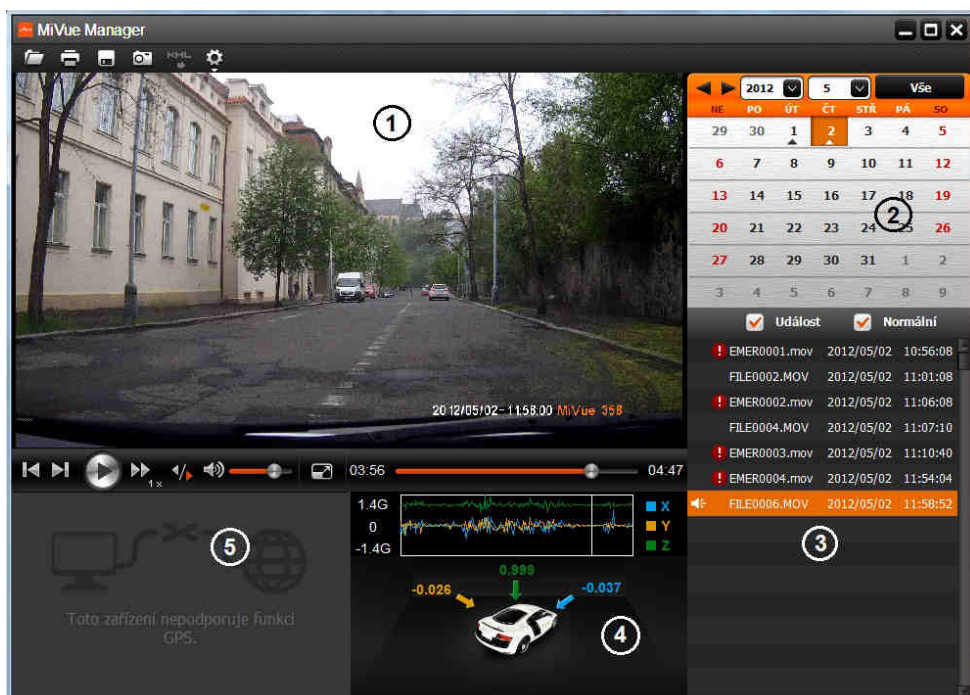 MiVue Manager
KML
1
2012/05/02-11:58:00 MiVue 358
2012 5 Vše
NE PO ÚT ČT STŘ PÁ SO
29 30 1 2 3 4 5
6 7 8 9 10 11 12
13 14 15 16 17 18 19
2
20 21 22 23 24 25 26
27 28 29 30 31 1 2
3 4 5 6 7 8 9
Událost Normální
EMER0001.mov 2012/05/02 10:56:08
FILE0002.MOV 2012/05/02 11:01:08
EMER0002.mov 2012/05/02 11:06:08
FILE0004.MOV 2012/05/02 11:07:10
EMER0003.mov 2012/05/02 11:10:40
EMER0004.mov 2012/05/02 11:54:04
FILE0006.MOV 2012/05/02 11:58:52
3
1x
03:56 04:47
1.4G
0
-1.4G
X
Y
Z
0.999
-0.026 -0.037
4
5
Toto zařízení nepodporuje funkci
GPS.